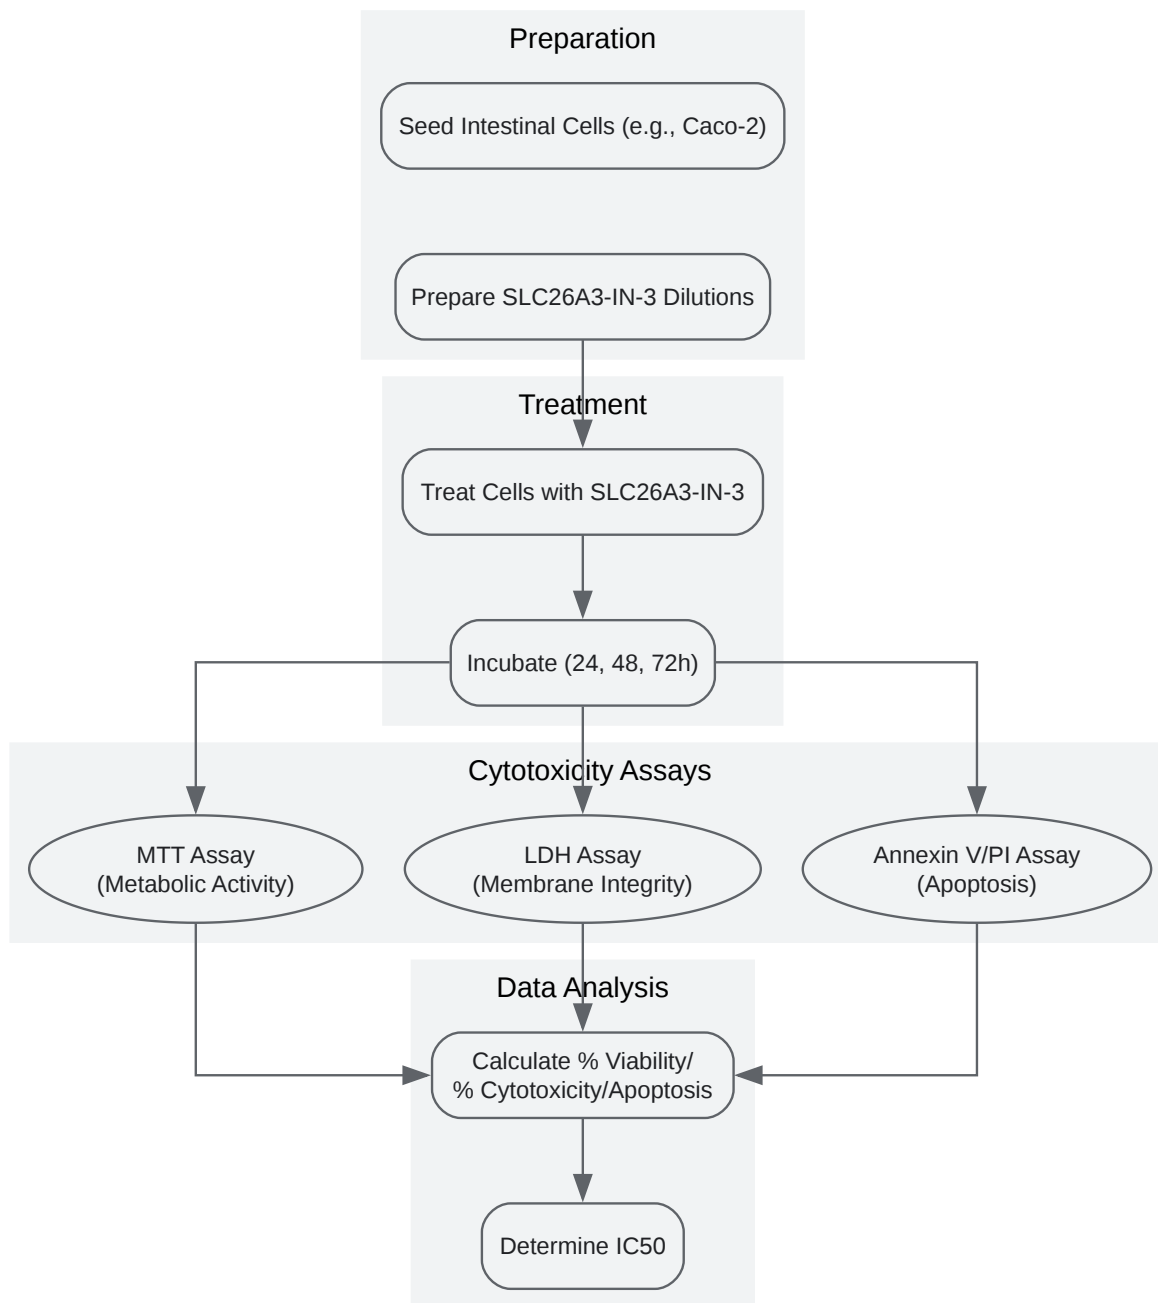 Preparation
Seed Intestinal Cells (e.g., Caco-2)
Prepare SLC26A3-IN-3 Dilutions
Treatment
Treat Cells with SLC26A3-IN-3
Incubate (24, 48, 72h)
Cytotoxicity Assays
MTT Assay
(Metabolic Activity)
LDH Assay
(Membrane Integrity)
Annexin V/PI Assay
(Apoptosis)
Data Analysis
Calculate % Viability/
% Cytotoxicity/Apoptosis
Determine IC50